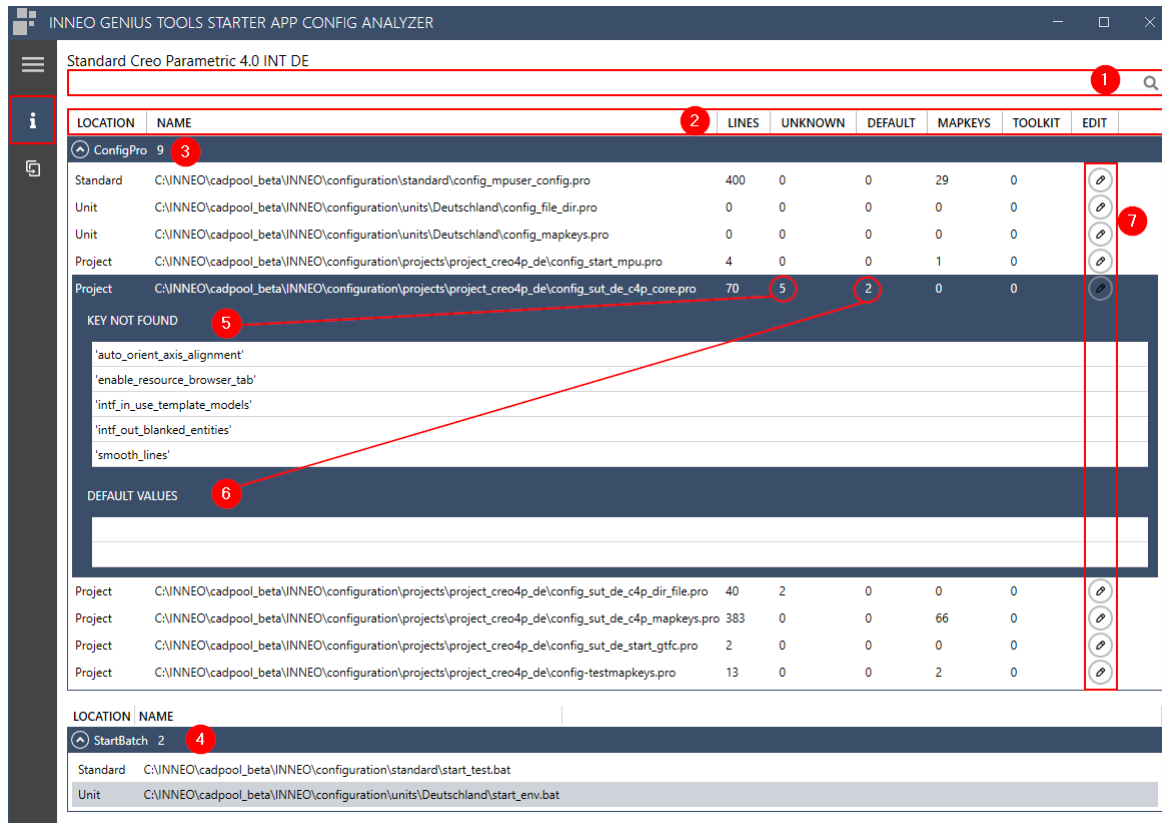 INNEO GENIUS TOOLS STARTER APP CONFIG ANALYZER
Standard Creo Parametric 4.0 INT DE
1
LOCATION NAME 2 LINES UNKNOWN DEFAULT MAPKEYS TOOLKIT EDIT
ConfigPro 9 3
Standard C:\INNEO\cadpool_beta\INNEO\configuration\standard\config_mpuser_config.pro 400 0 0 29 0
Unit C:\INNEO\cadpool_beta\INNEO\configuration\units\Deutschland\config_file_dir.pro 0 0 0 0 0
7
Unit C:\INNEO\cadpool_beta\INNEO\configuration\units\Deutschland\config_mapkeys.pro 0 0 0 0 0
Project C:\INNEO\cadpool_beta\INNEO\configuration\projects\project_creo4p_de\config_start_mpu.pro 4 0 0 1 0
Project C:\INNEO\cadpool_beta\INNEO\configuration\projects\project_creo4p_de\config_sut_de_c4p_core.pro 70 5 2 0 0
KEY NOT FOUND 5
'auto_orient_axis_alignment'
'enable_resource_browser_tab'
'intf_in_use_template_models'
'intf_out_blanked_entities'
'smooth_lines'
DEFAULT VALUES 6
Project C:\INNEO\cadpool_beta\INNEO\configuration\projects\project_creo4p_de\config_sut_de_c4p_dir_file.pro 40 2 0 0 0
Project C:\INNEO\cadpool_beta\INNEO\configuration\projects\project_creo4p_de\config_sut_de_c4p_mapkeys.pro 383 0 0 66 0
Project C:\INNEO\cadpool_beta\INNEO\configuration\projects\project_creo4p_de\config_sut_de_start_gtfc.pro 2 0 0 0 0
Project C:\INNEO\cadpool_beta\INNEO\configuration\projects\project_creo4p_de\config-testmapkeys.pro 13 0 0 2 0
LOCATION NAME
StartBatch 2 4
Standard C:\INNEO\cadpool_beta\INNEO\configuration\standard\start_test.bat
Unit C:\INNEO\cadpool_beta\INNEO\configuration\units\Deutschland\start_env.bat